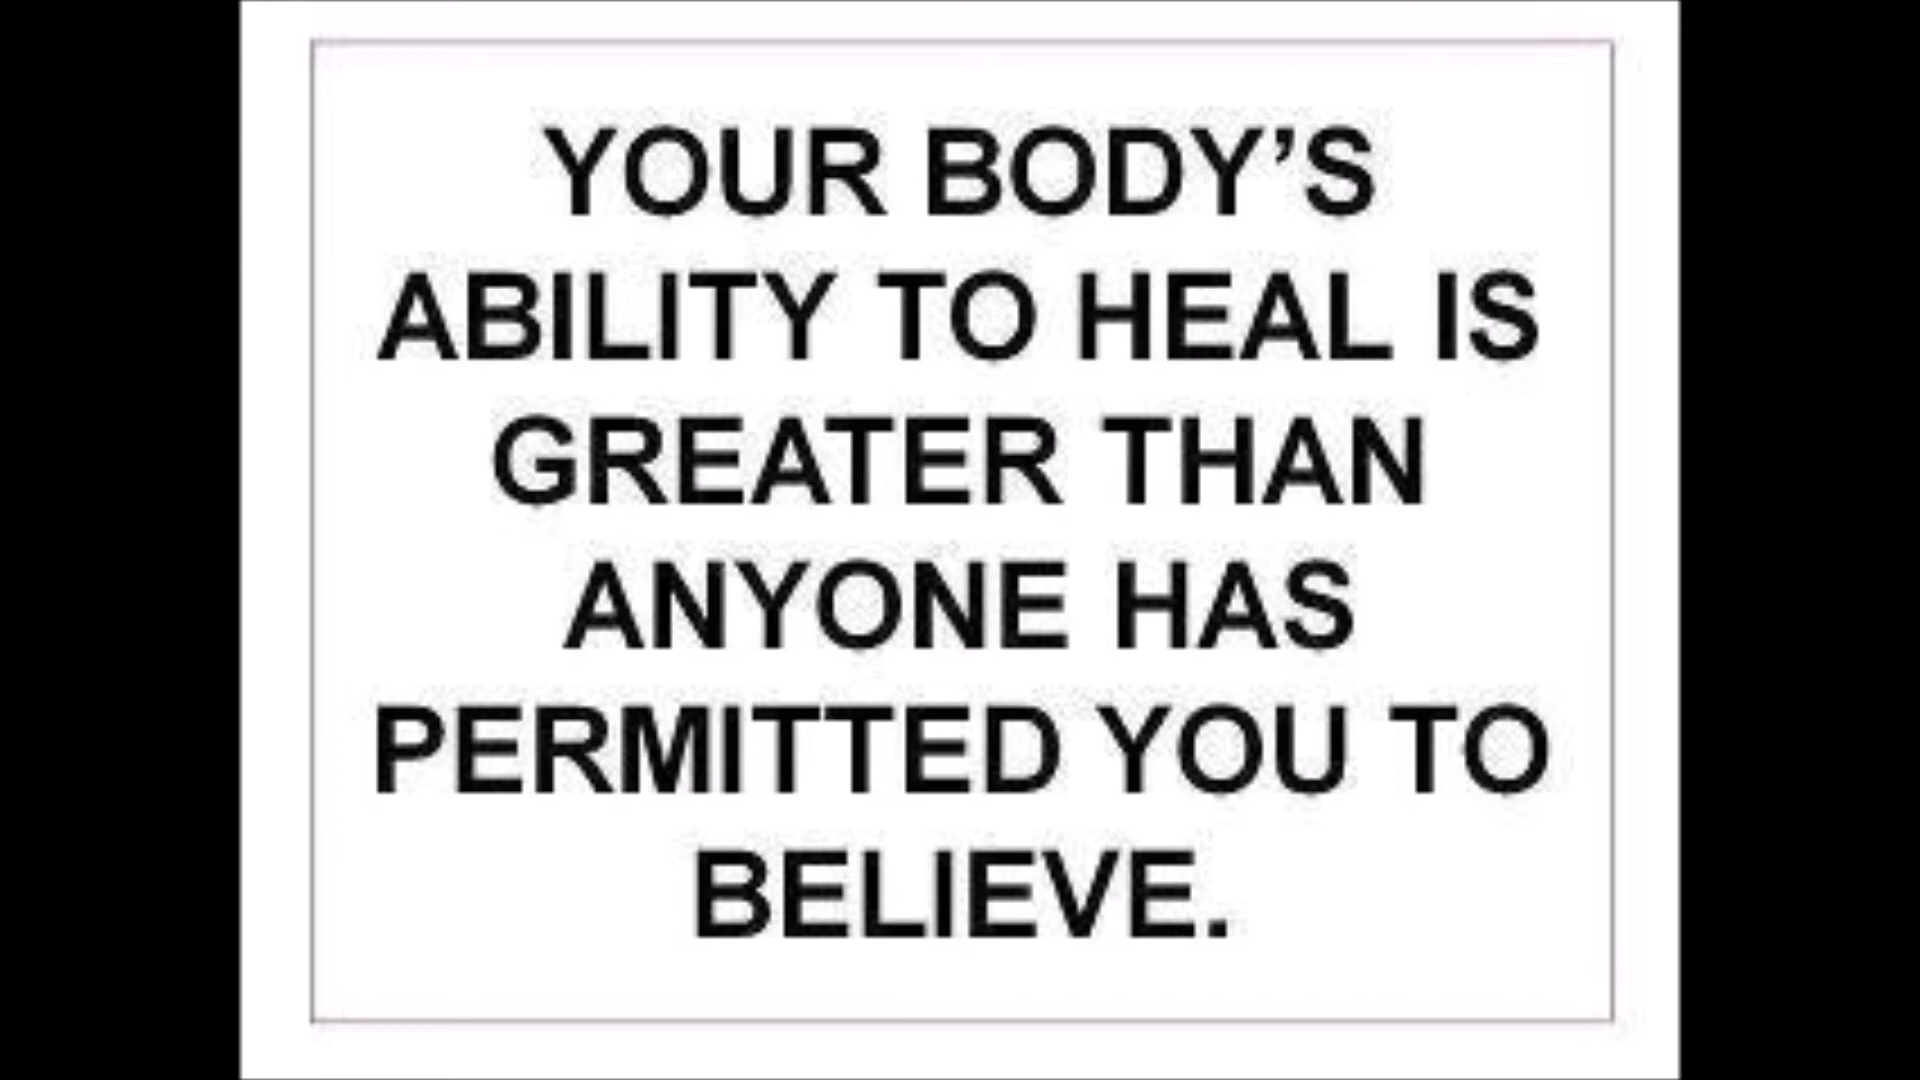 YOUR BODY’S
ABILITY TO HEAL IS
GREATER THAN
ANYONE HAS
PERMITTED YOU TO
BELIEVE.